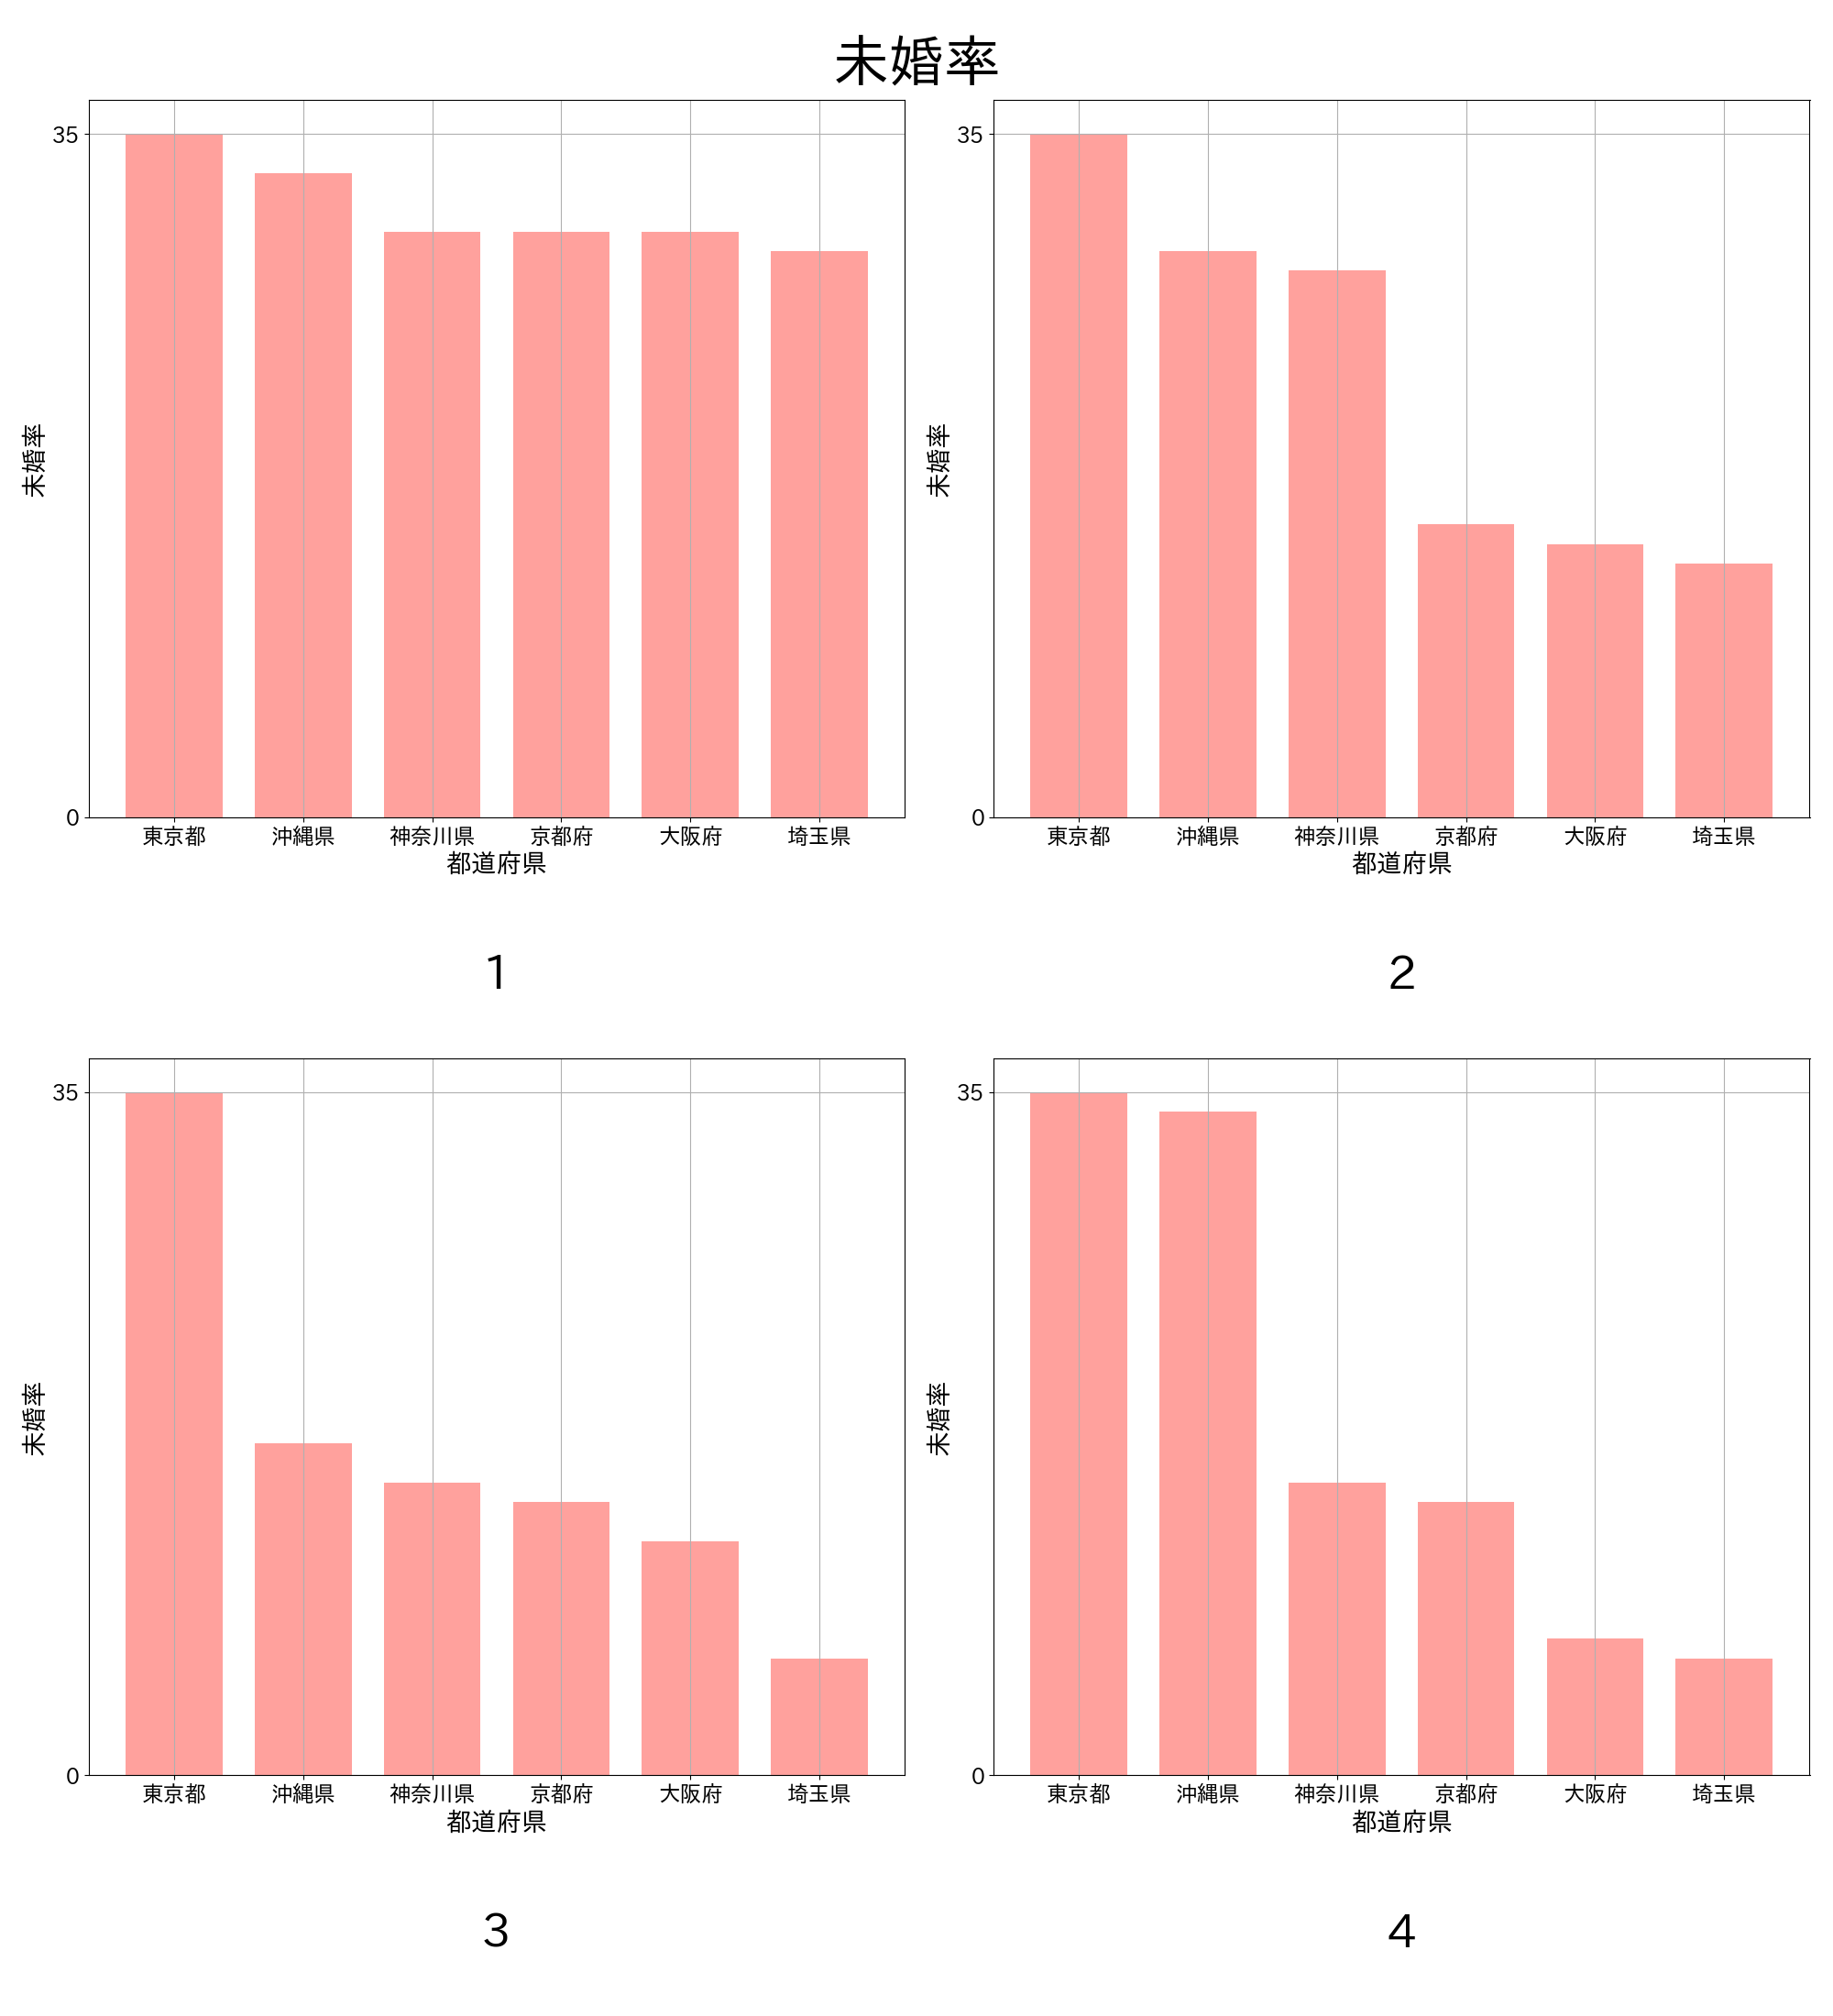 未婚率
35
0
未婚率
東京都 沖縄県 神奈川県 京都府 大阪府 埼玉県
都道府県
1
35
0
未婚率
東京都 沖縄県 神奈川県 京都府 大阪府 埼玉県
都道府県
2
35
0
未婚率
東京都 沖縄県 神奈川県 京都府 大阪府 埼玉県
都道府県
3
35
0
未婚率
東京都 沖縄県 神奈川県 京都府 大阪府 埼玉県
都道府県
4